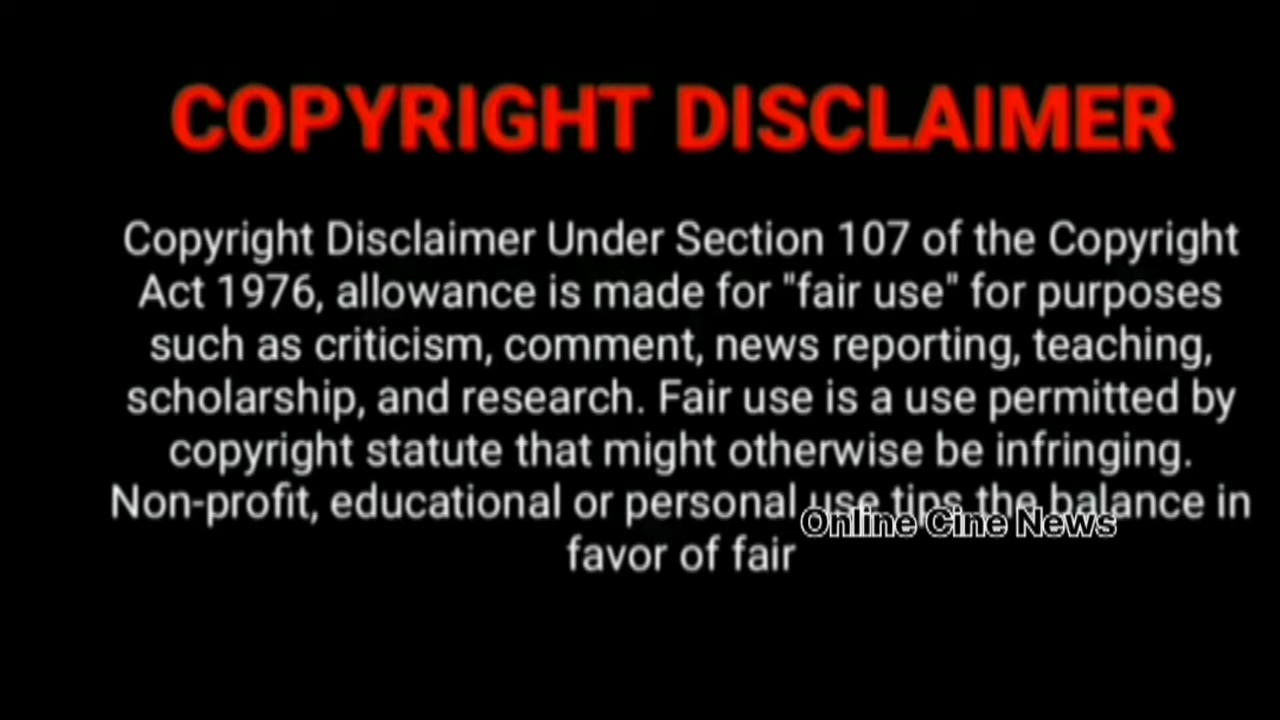 COPYRIGHT DISCLAIMER
Copyright Disclaimer Under Section 107 of the Copyright
Act 1976, allowance is made for "fair use" for purposes
such as criticism, comment, news reporting, teaching,
scholarship, and research. Fair use is a use permitted by
copyright statute that might otherwise be infringing.
Non-profit, educational or personal use tips the balance in
Online Cine News
favor of fair